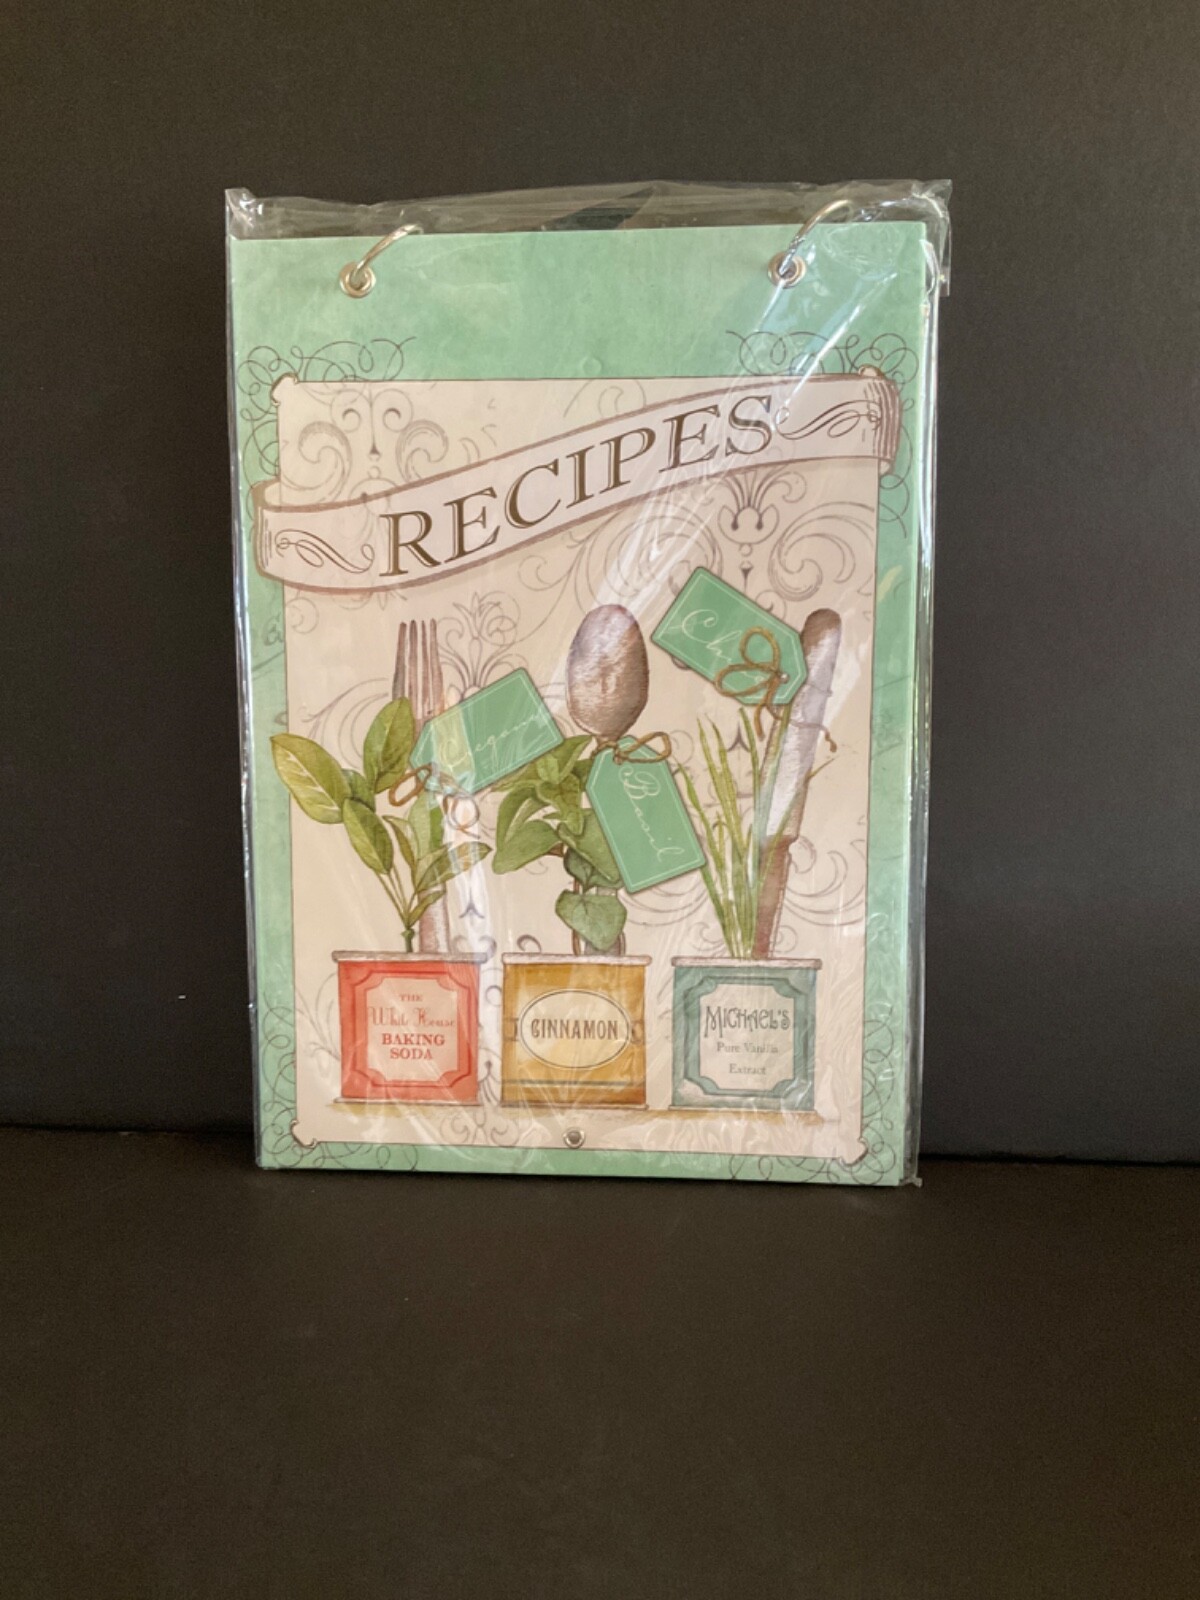 RECIPES
Oregano
Basil
THE
White House
BAKING
SODA
CINNAMON
MICHAEL'S
Pure Vanilla
Extract